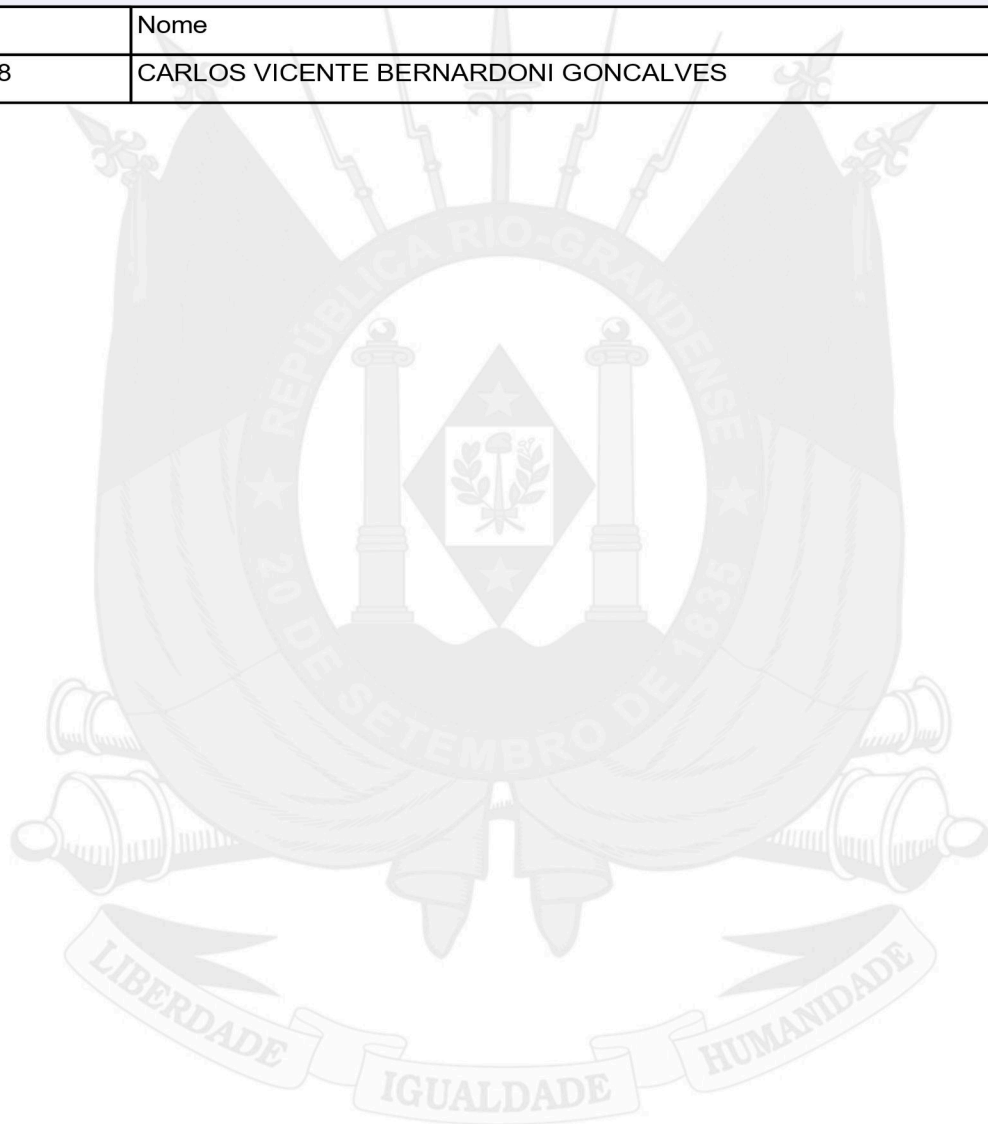 Nome
8 CARLOS VICENTE BERNARDONI GONCALVES
REPÚBLICA RIO-GRANDENSE
20 DE SETEMBRO DE 1835
LIBERDADE IGUALDADE HUMANIDADE